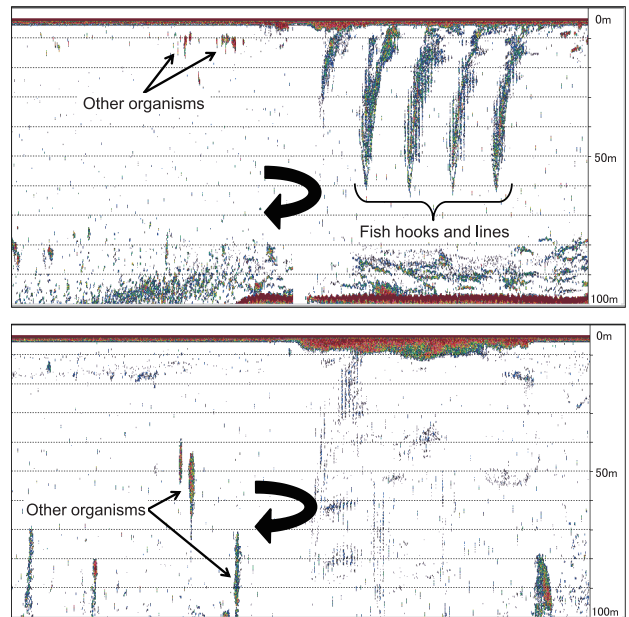 0m
Other organisms
50m
Fish hooks and lines
100m
0m
50m
Other organisms
100m